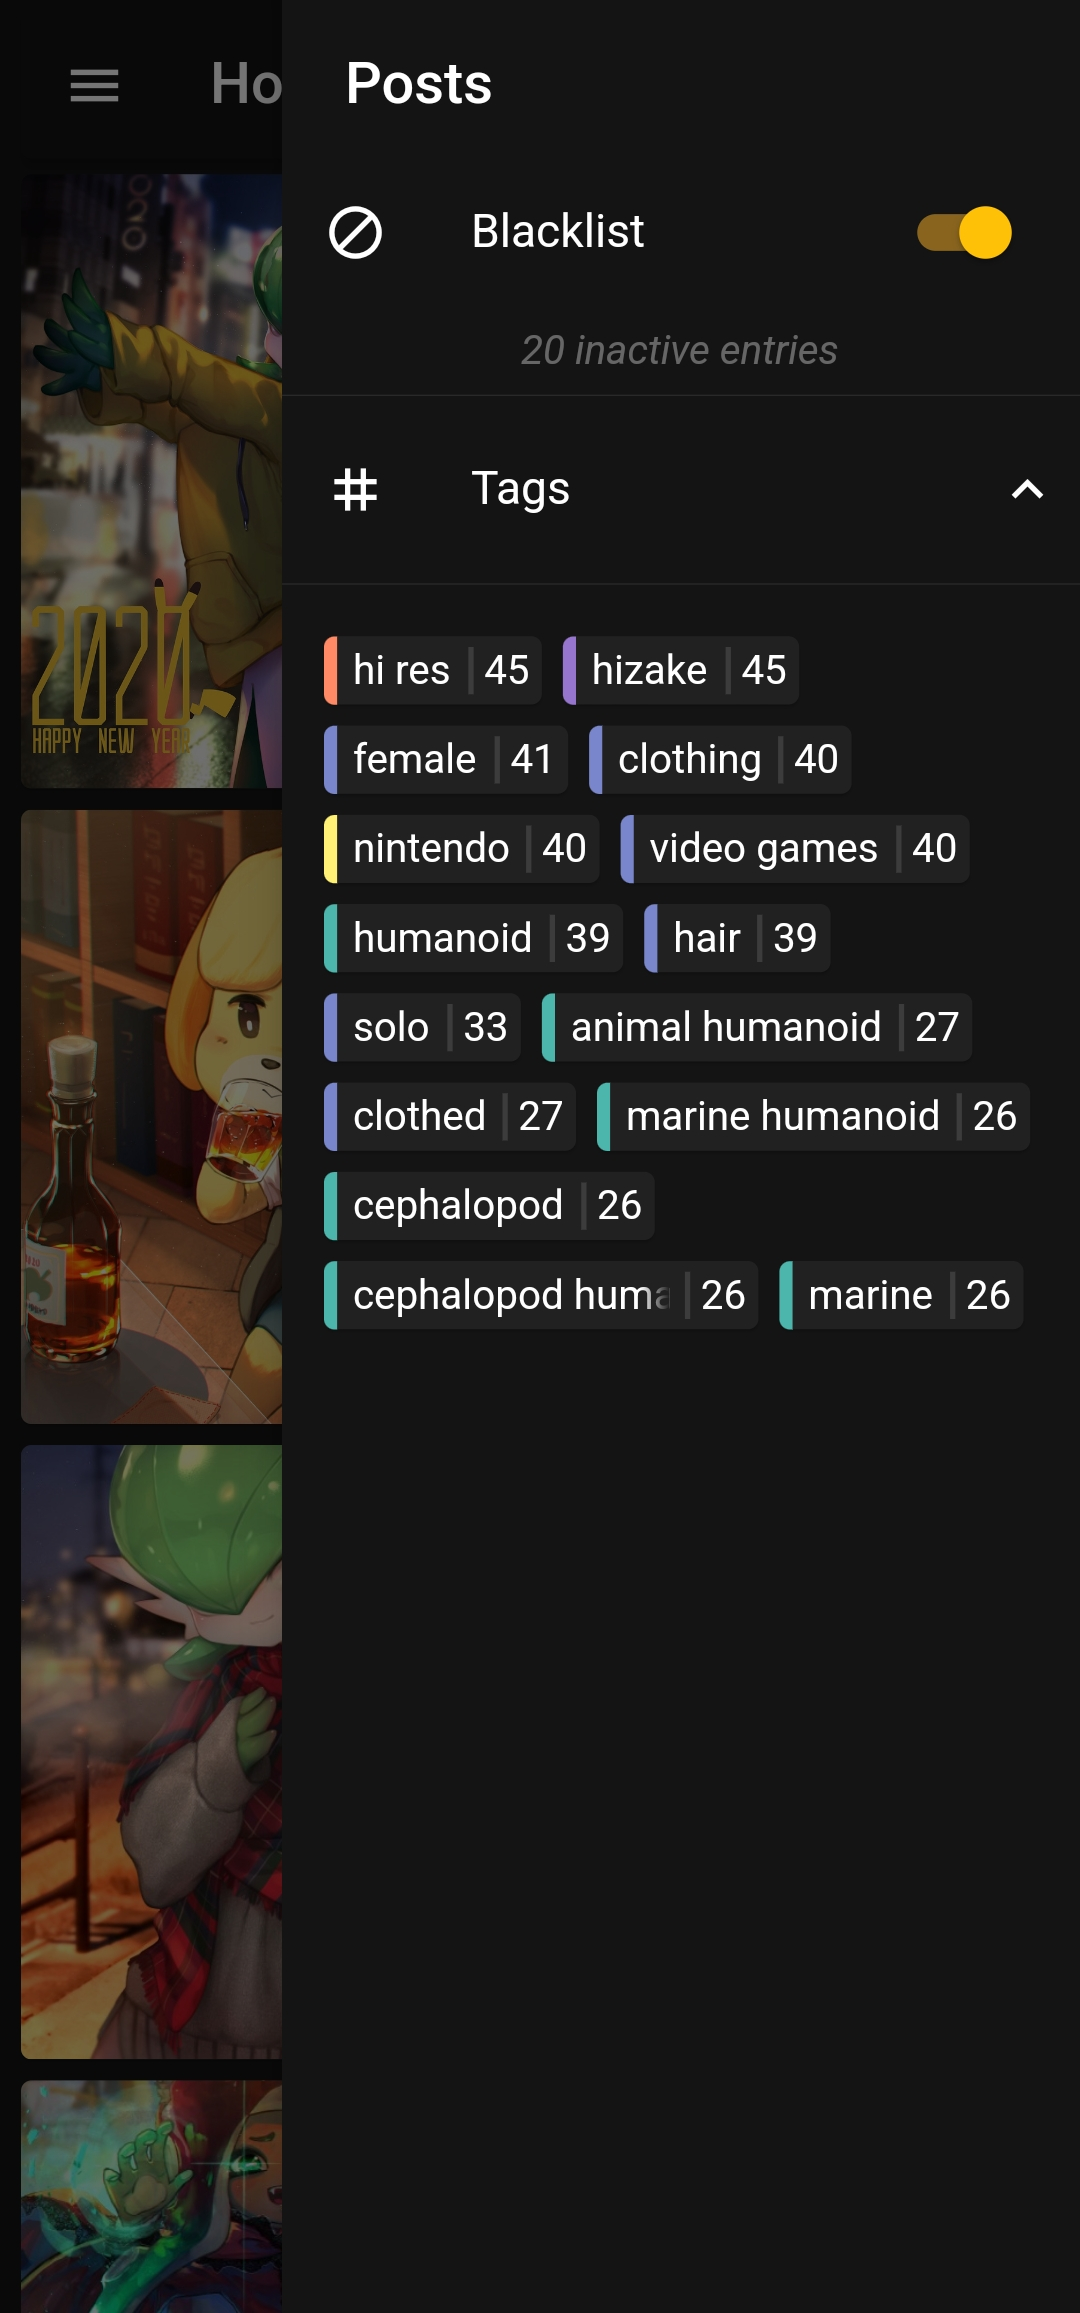 Ho
Posts
Blacklist
20 inactive entries
Tags
hi res 45 hizake 45
female 41 clothing 40
nintendo 40 video games 40
humanoid 39 hair 39
solo 33 animal humanoid 27
clothed 27 marine humanoid 26
cephalopod 26
cephalopod huma 26 marine 26
2020
HAPPY NEW YEAR